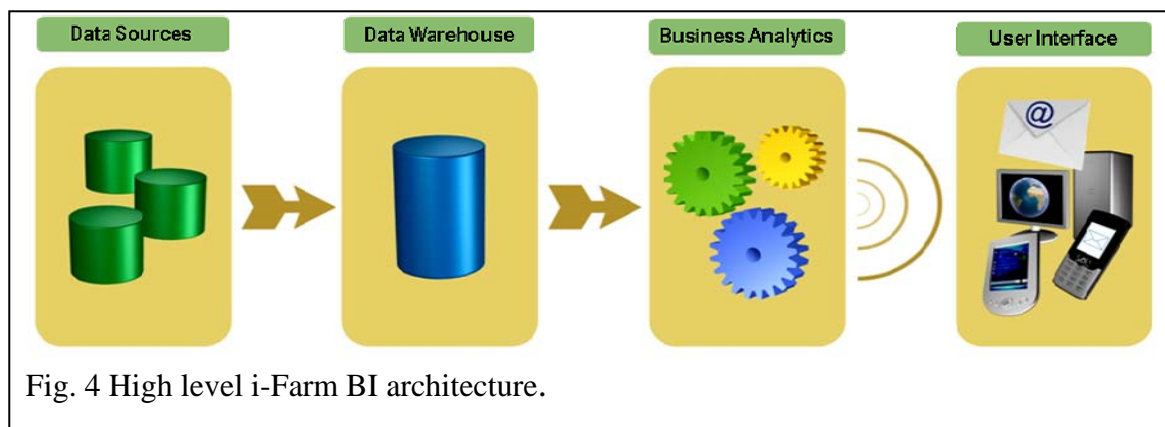 Data Sources
Data Warehouse
Business Analytics
User Interface
@
Fig. 4 High level i-Farm BI architecture.